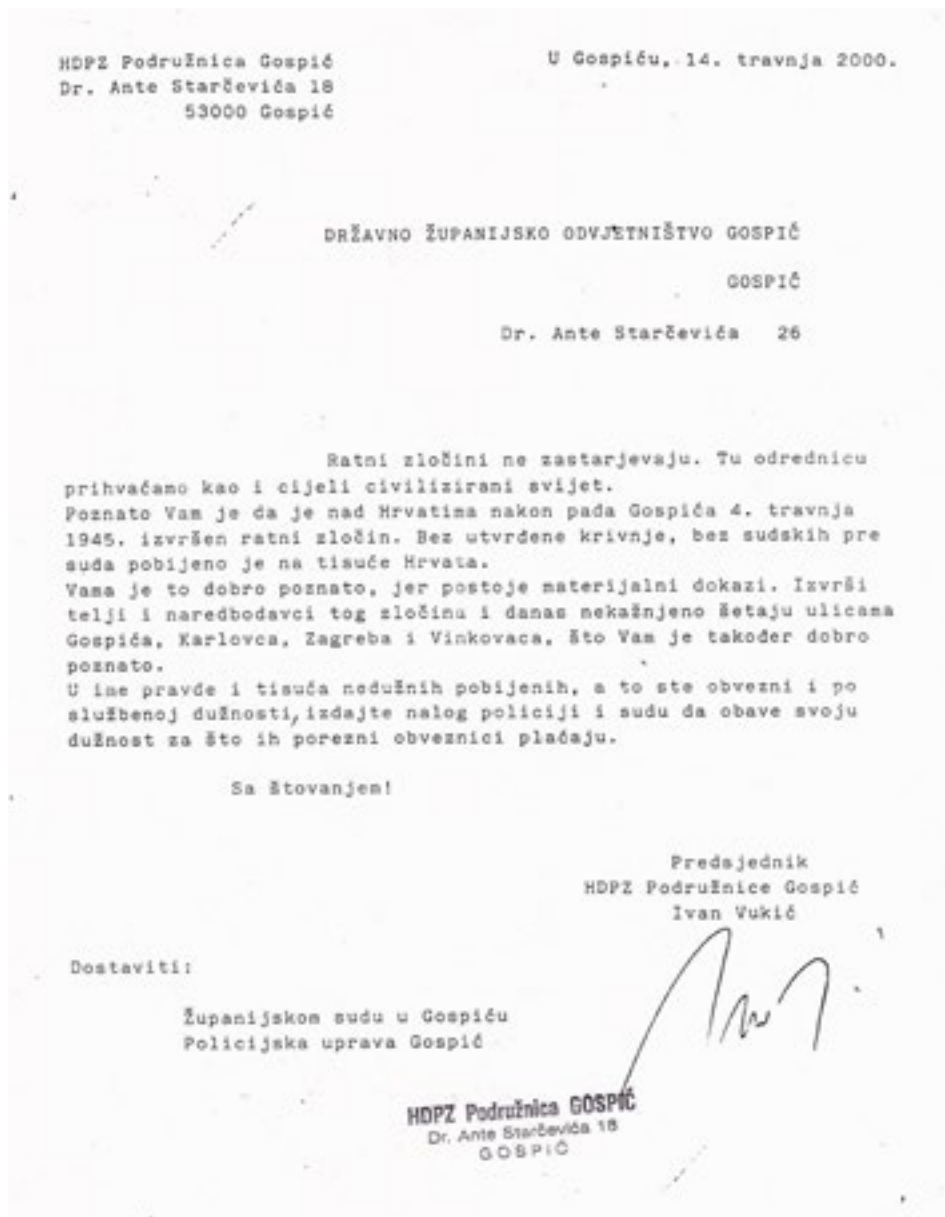 HDPZ Podružnica Gospić
Dr. Ante Starčevića 18
53000 Gospić
U Gospiću, 14. travnja 2000.
DRŽAVNO ŽUPANIJSKO ODVJETNIŠTVO GOSPIĆ
GOSPIĆ
Dr. Ante Starčevića 26
Ratni zločini ne zastarjevaju. Tu odrednicu
prihvaćamo kao i cijeli civilizirani svijet.
Poznato Vam je da je nad Hrvatima nakon pada Gospića 4. travnja
1945. izvršen ratni zločin. Bez utvrđene krivnje, bez sudskih pre
suda pobijeno je na tisuće Hrvata.
Vama je to dobro poznato, jer postoje materijalni dokazi. Izvrši
telji i naredbodavci tog zločinu i danas nekažnjeno šetaju ulicama
Gospića, Karlovca, Zagreba i Vinkovaca, što Vam je također dobro
poznato.
U ime pravde i tisuća nedužnih pobijenih, a to ste obvezni i po
službenoj dužnosti, izdajte nalog policiji i sudu da obave svoju
dužnost za što ih porezni obveznici plaćaju.
Sa štovanjem!
Predsjednik
HDPZ Podružnice Gospić
Ivan Vukić
Dostaviti:
Županijskom sudu u Gospiću
Policijska uprava Gospić
HDPZ Podružnica GOSPIĆ
Dr. Ante Starčevića 18
GOSPIĆ